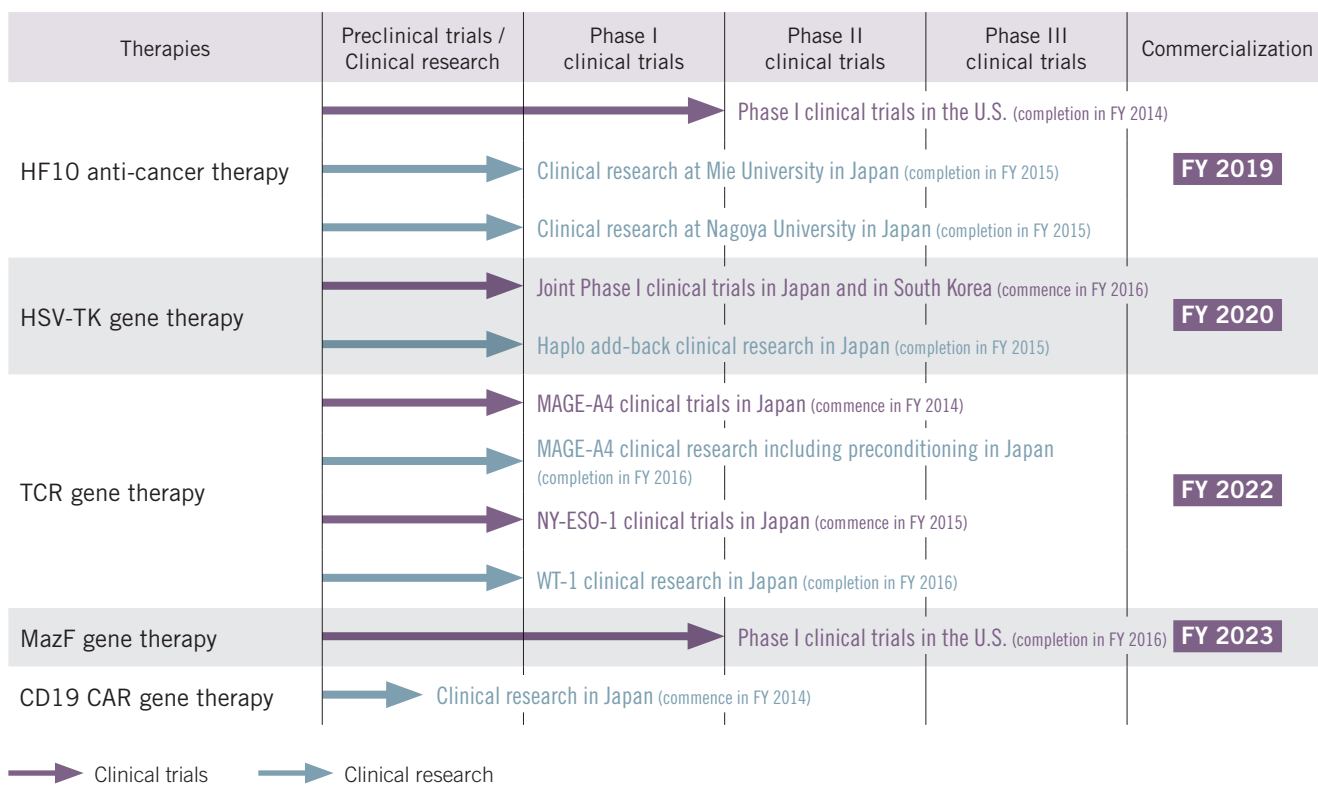 Therapies
Preclinical trials /
Clinical research
Phase I
clinical trials
Phase II
clinical trials
Phase III
clinical trials
Commercialization
HF10 anti-cancer therapy
Phase I clinical trials in the U.S. (completion in FY 2014)
Clinical research at Mie University in Japan (completion in FY 2015)
Clinical research at Nagoya University in Japan (completion in FY 2015)
FY 2019
HSV-TK gene therapy
Joint Phase I clinical trials in Japan and in South Korea (commence in FY 2016)
Haplo add-back clinical research in Japan (completion in FY 2015)
FY 2020
TCR gene therapy
MAGE-A4 clinical trials in Japan (commence in FY 2014)
MAGE-A4 clinical research including preconditioning in Japan
(completion in FY 2016)
NY-ESO-1 clinical trials in Japan (commence in FY 2015)
WT-1 clinical research in Japan (completion in FY 2016)
FY 2022
MazF gene therapy
Phase I clinical trials in the U.S. (completion in FY 2016)
FY 2023
CD19 CAR gene therapy
Clinical research in Japan (commence in FY 2014)
Clinical trials
Clinical research